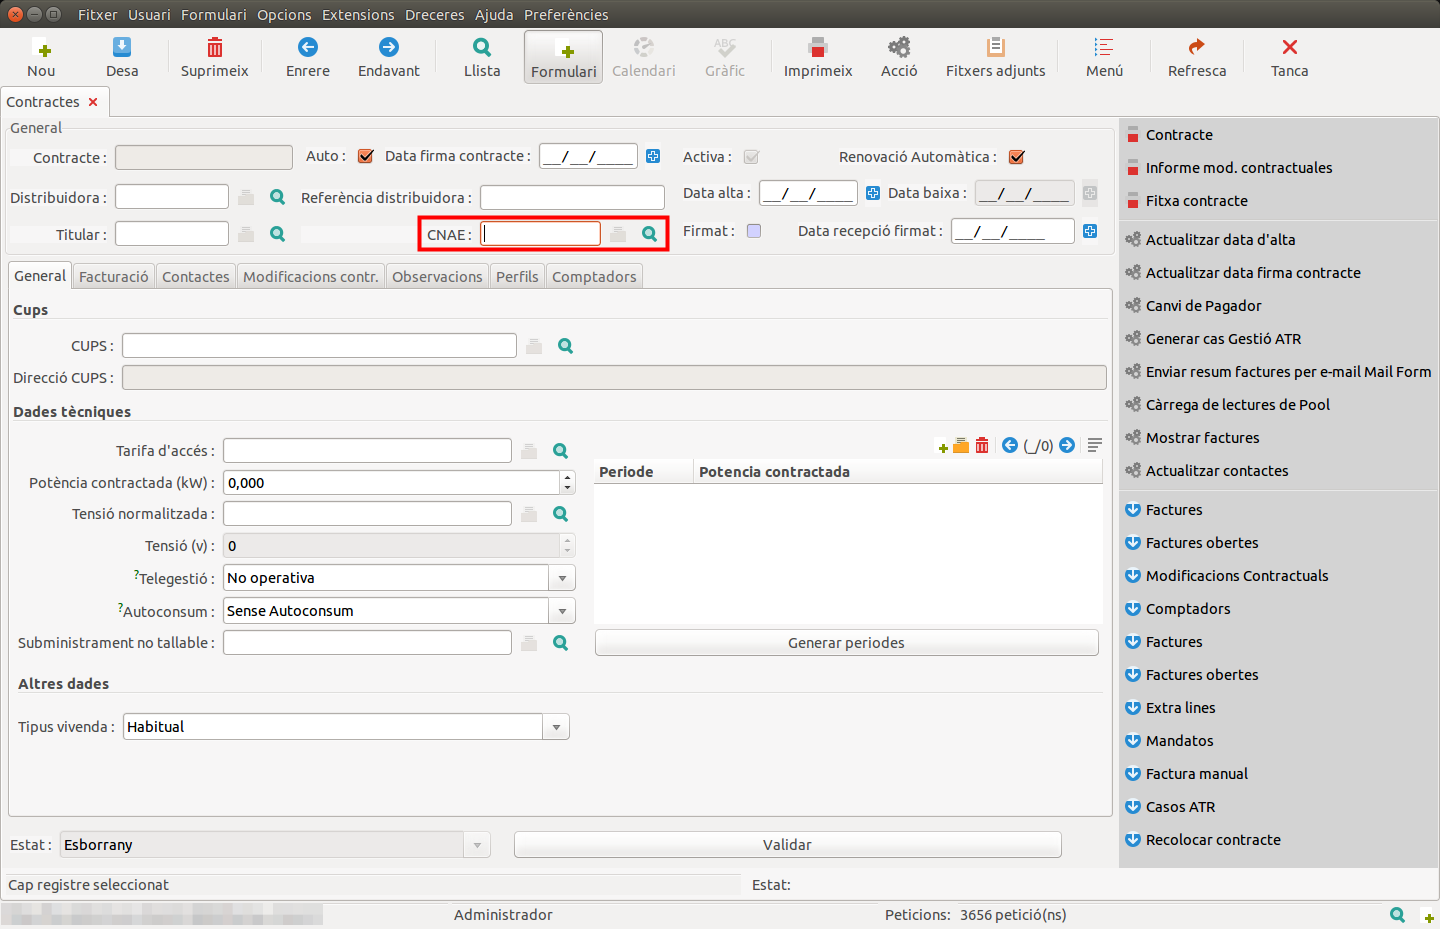 Fitxer Usuari Formulari Opcions Extensions Dreceres Ajuda Preferències
Nou Desa Suprimeix Enrere Endavant Llista Formulari Calendari Gràfic Imprimeix Acció Fitxers adjunts Menú Refresca Tanca
Contractes
General
Contracte : Auto : Data firma contracte : __/__/____ Activa : Renovació Automàtica :
Distribuidora : Referència distribuidora : Data alta : __/__/____ Data baixa : __/__/____
Titular : CNAE : Firmat : Data recepció firmat : __/__/____
General Facturació Contactes Modificacions contr. Observacions Perfils Comptadors
Cups
CUPS :
Direcció CUPS :
Dades tècniques
Tarifa d'accés :
Potència contractada (kW) : 0,000
Tensió normalitzada :
Tensió (v) : 0
?Telegestió : No operativa
?Autoconsum : Sense Autoconsum
Subministrament no tallable :
(_/0)
Periode Potencia contractada
Generar periodes
Altres dades
Tipus vivenda : Habitual
Estat : Esborrany Validar
Cap registre seleccionat Estat:
Administrador Peticions: 3656 petició(ns)
Contracte
Informe mod. contractuales
Fitxa contracte
Actualitzar data d'alta
Actualitzar data firma contracte
Canvi de Pagador
Generar cas Gestió ATR
Enviar resum factures per e-mail Mail Form
Càrrega de lectures de Pool
Mostrar factures
Actualitzar contactes
Factures
Factures obertes
Modificacions Contractuals
Comptadors
Factures
Factures obertes
Extra lines
Mandatos
Factura manual
Casos ATR
Recolocar contracte